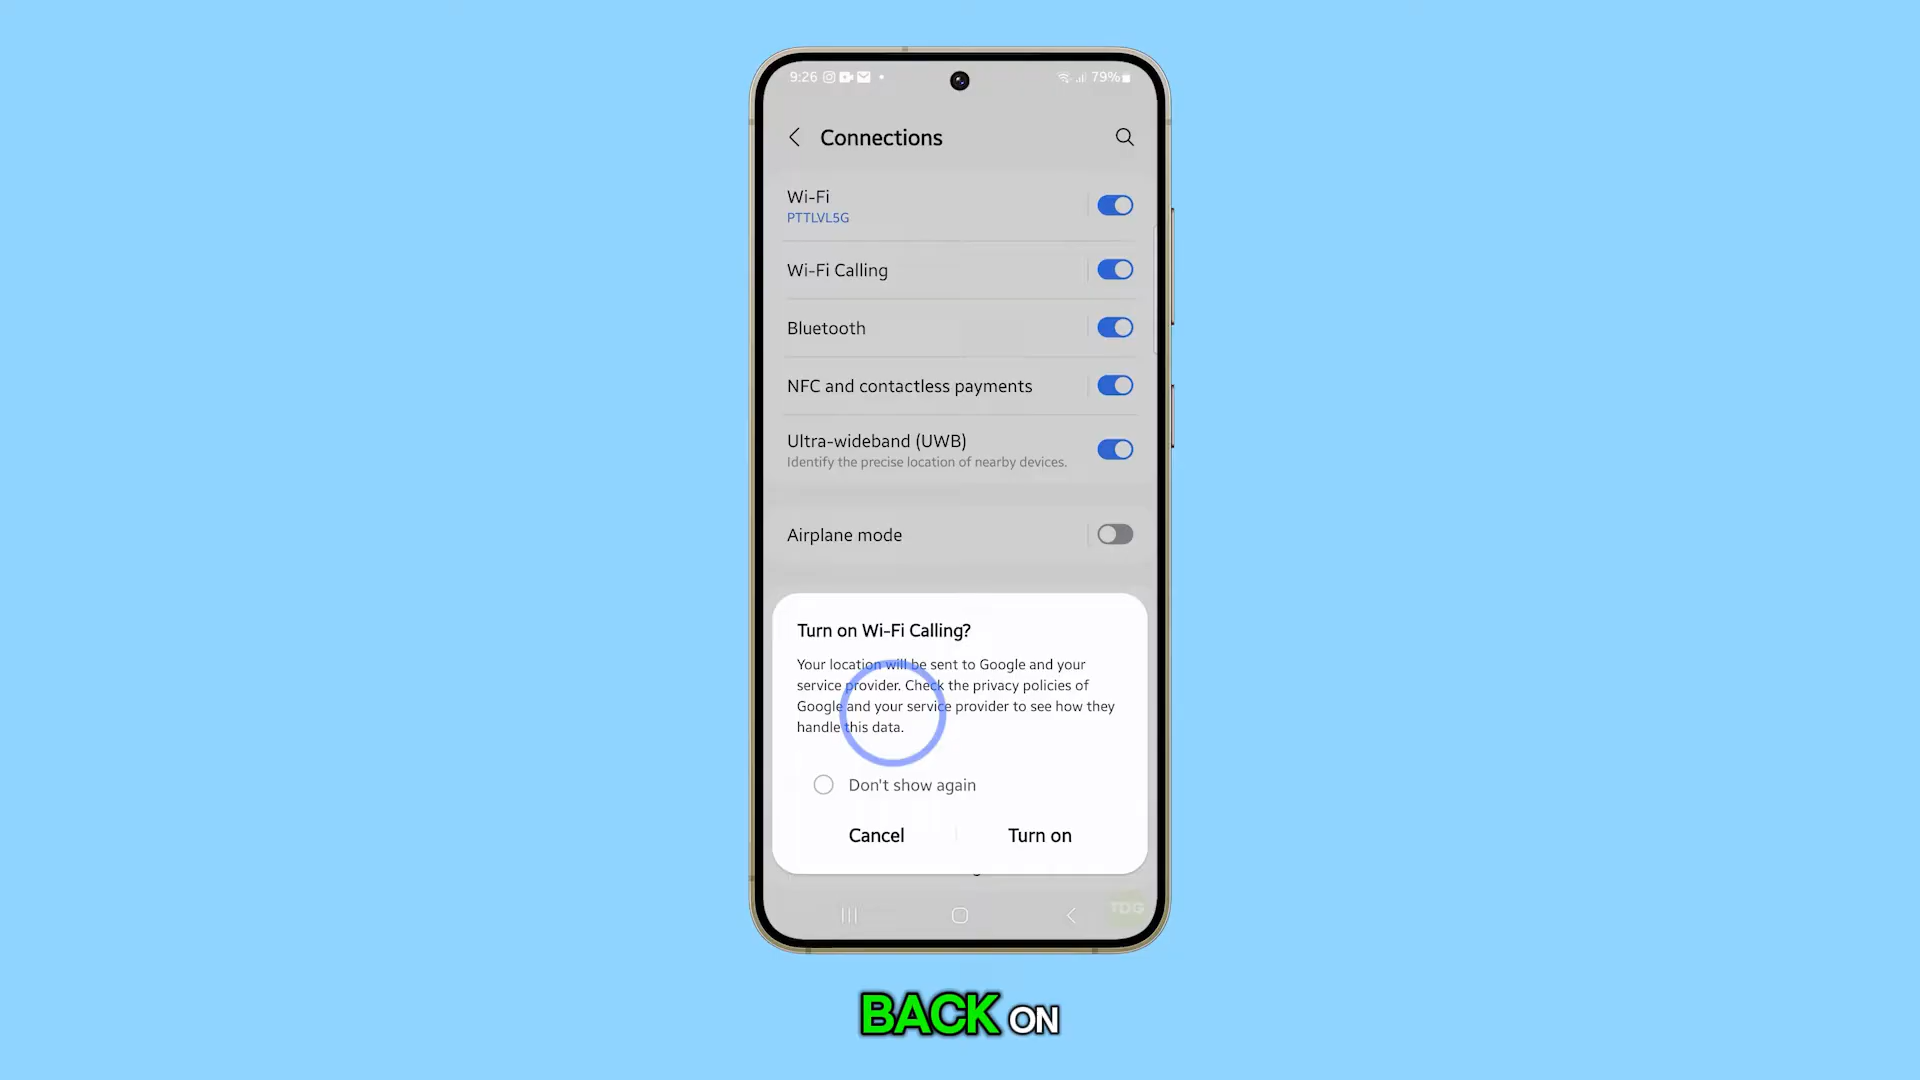 9:26
79%
Connections
Wi-Fi
PTTLVL5G
Wi-Fi Calling
Bluetooth
NFC and contactless payments
Ultra-wideband (UWB)
Identify the precise location of nearby devices.
Airplane mode
Turn on Wi-Fi Calling?
Your location will be sent to Google and your
service provider. Check the privacy policies of
Google and your service provider to see how they
handle this data.
Don't show again
Cancel
Turn on
TDG
BACK ON